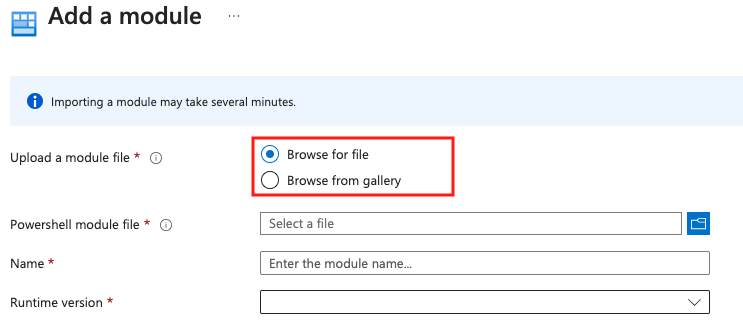 Add a module ...
Importing a module may take several minutes.
Upload a module file *
Browse for file
Browse from gallery
Powershell module file *
Select a file
Name *
Enter the module name...
Runtime version *